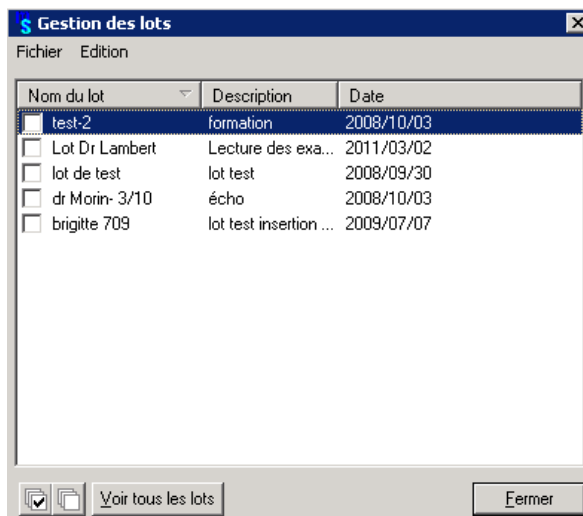 Gestion des lots
Fichier Edition
Nom du lot Description Date
test-2 formation 2008/10/03
Lot Dr Lambert Lecture des exa... 2011/03/02
lot de test lot test 2008/09/30
dr Morin- 3/10 écho 2008/10/03
brigitte 709 lot test insertion ... 2009/07/07
Voir tous les lots Fermer